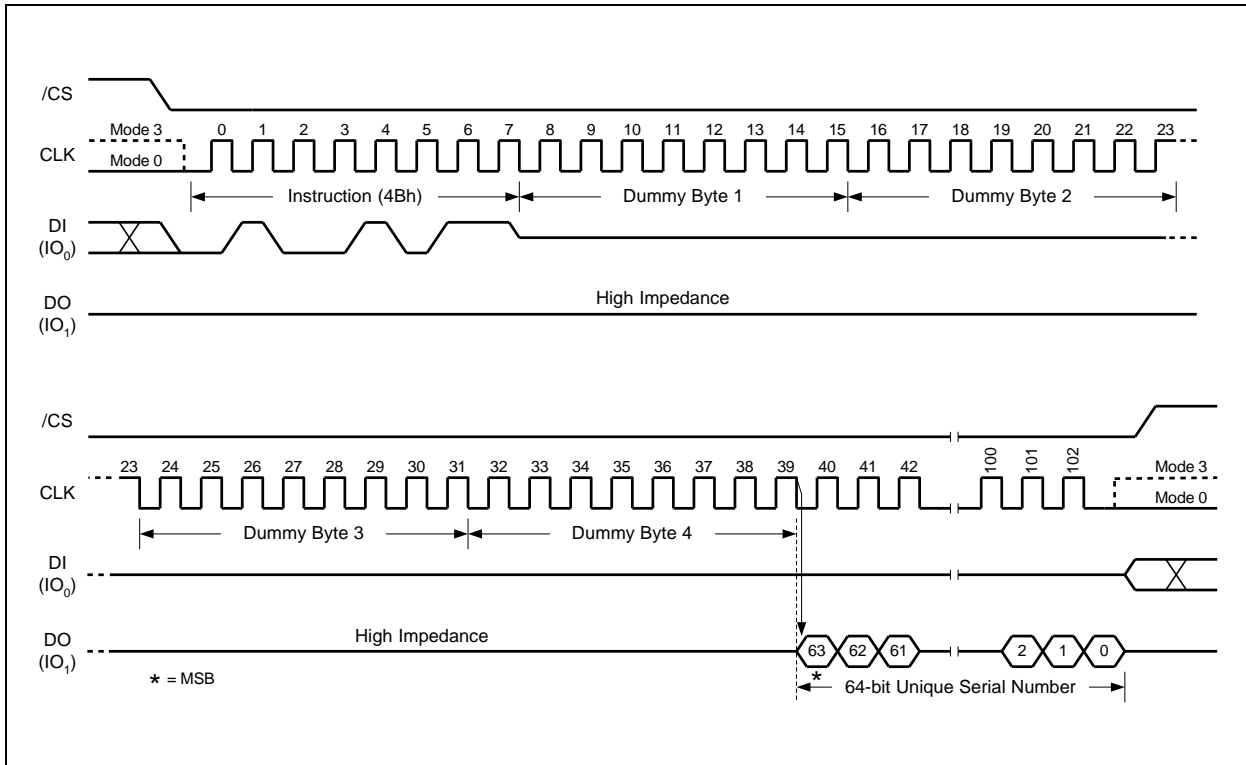 /CS
Mode 3 0 1 2 3 4 5 6 7 8 9 10 11 12 13 14 15 16 17 18 19 20 21 22 23
CLK
Mode 0
Instruction (4Bh) Dummy Byte 1 Dummy Byte 2
DI
(IO0)
High Impedance
DO
(IO1)
/CS
23 24 25 26 27 28 29 30 31 32 33 34 35 36 37 38 39 40 41 42 100 101 102 Mode 3
CLK
Mode 0
Dummy Byte 3 Dummy Byte 4
DI
(IO0)
High Impedance
DO
(IO1)
63 62 61 2 1 0
* = MSB
*
64-bit Unique Serial Number